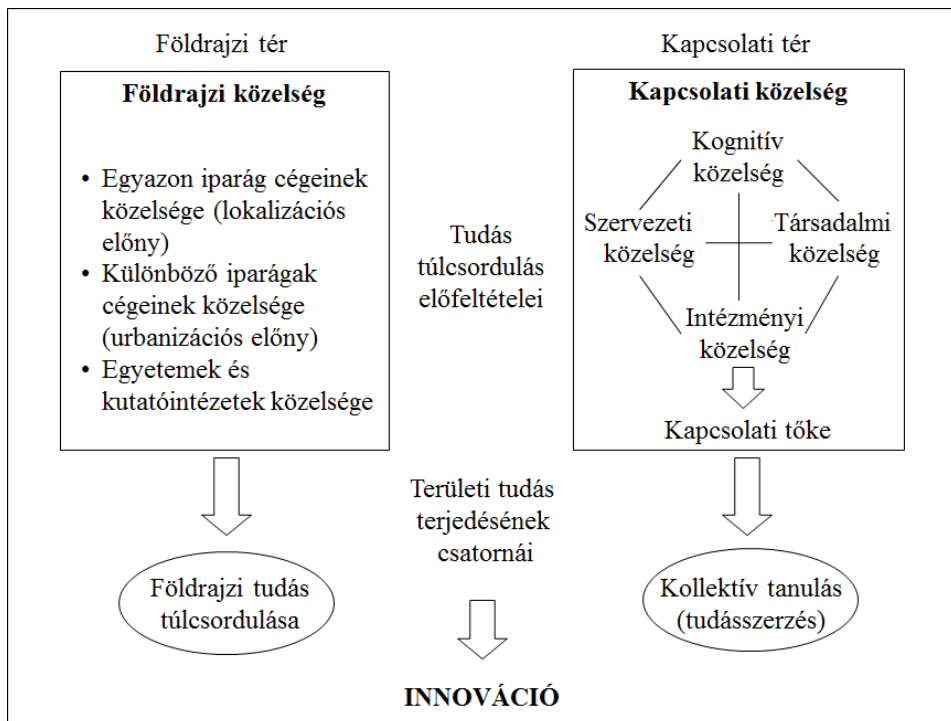 Földrajzi tér
Földrajzi közelség
• Egyazon iparág cégeinek
közelsége (lokalizációs
előny)
• Különböző iparágak
cégeinek közelsége
(urbanizációs előny)
• Egyetemek és
kutatóintézetek közelsége
Földrajzi tudás
túlcsordulása
Tudás
túlcsordulás
előfeltételei
Területi tudás
terjedésének
csatornái
INNOVÁCIÓ
Kapcsolati tér
Kapcsolati közelség
Kognitív
közelség
Szervezeti
közelség
Társadalmi
közelség
Intézményi
közelség
Kapcsolati tőke
Kollektív tanulás
(tudásszerzés)